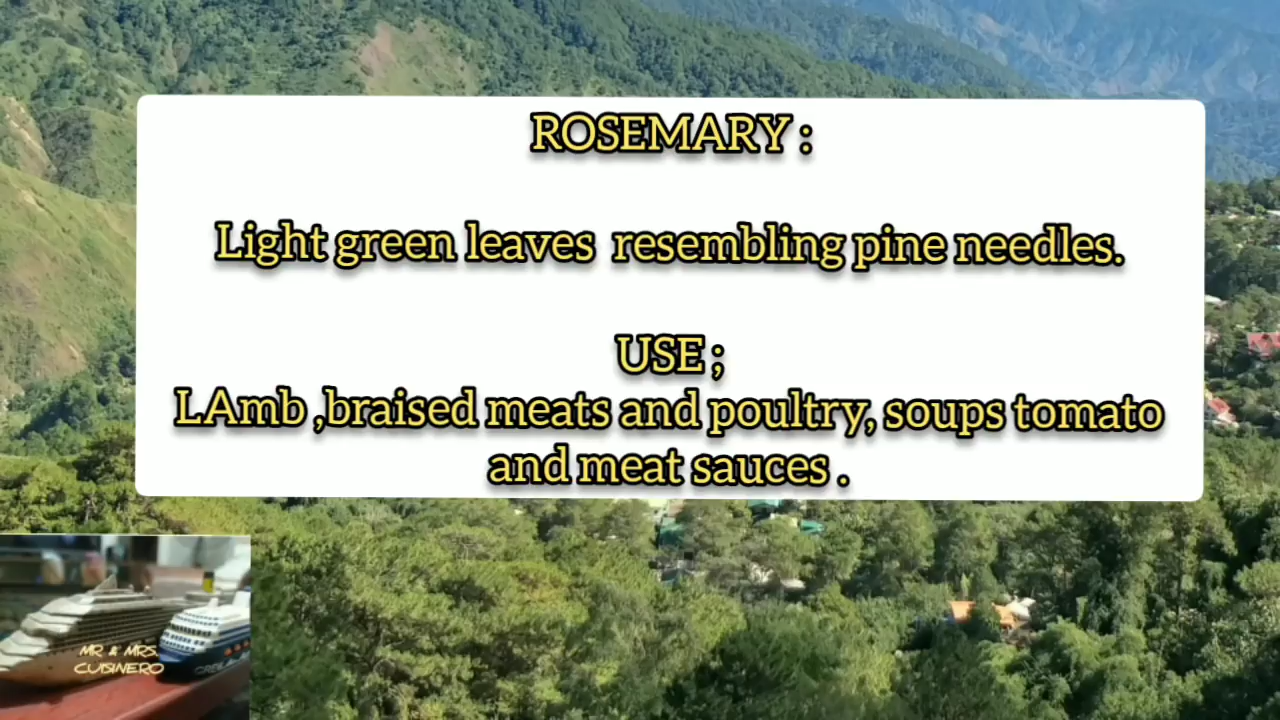 ROSEMARY :
Light green leaves resembling pine needles.
USE ;
LAmb ,braised meats and poultry, soups tomato
and meat sauces .
MR & MRS.
CUISINERO